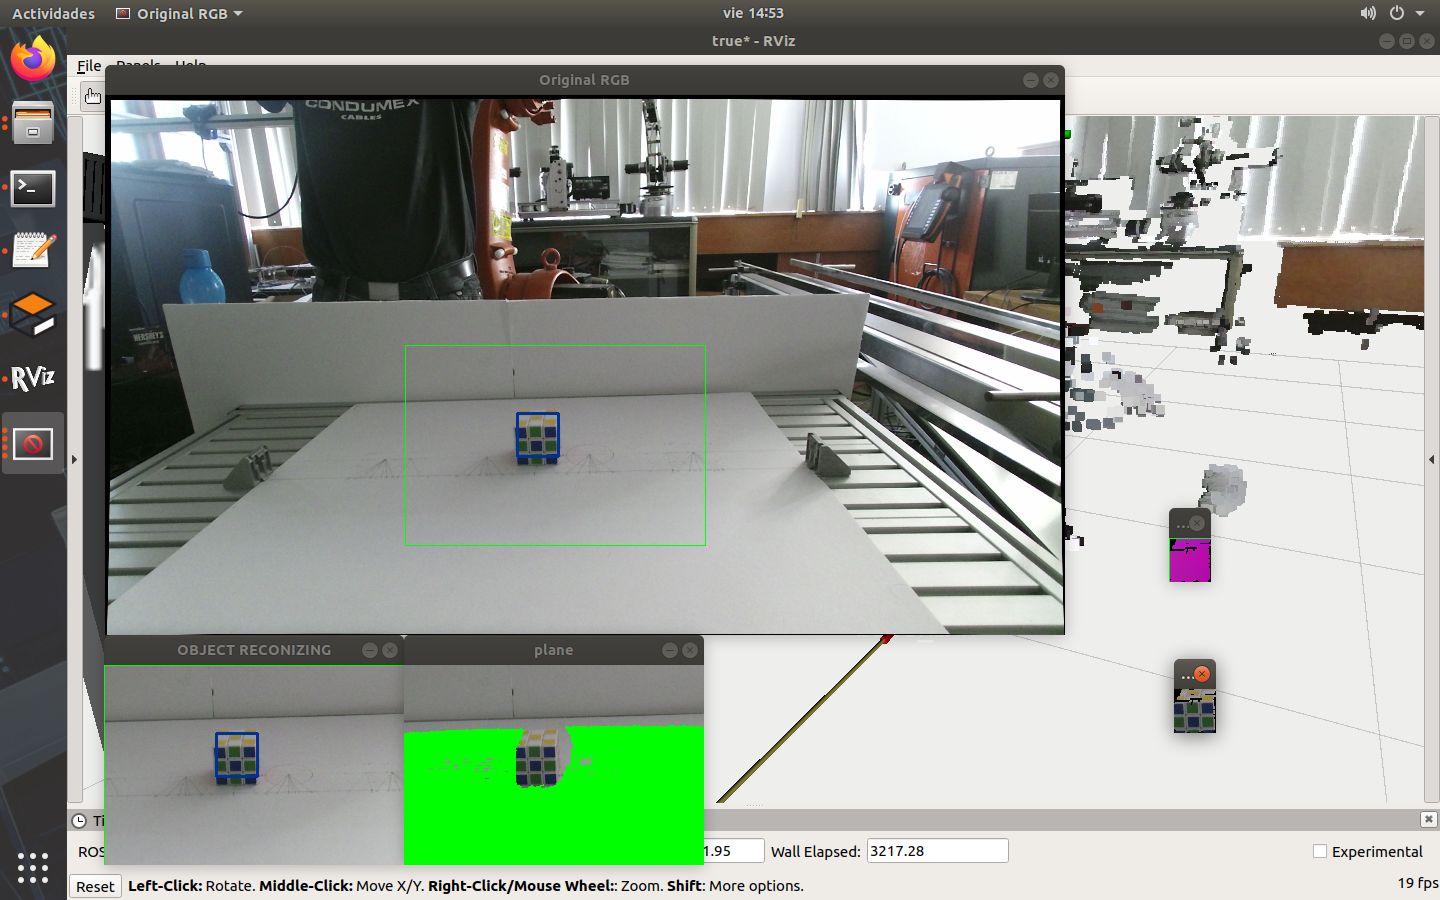 Actividades
Original RGB
vie 14:53
true* - RViz
File Panels Help
Original RGB
CONDUMEX
CABLES
HERSHEY'S
RViz
OBJECT RECONIZING
plane
...
...
ROS
1.95
Wall Elapsed:
3217.28
Experimental
Reset
Left-Click: Rotate. Middle-Click: Move X/Y. Right-Click/Mouse Wheel:: Zoom. Shift: More options.
19 fps